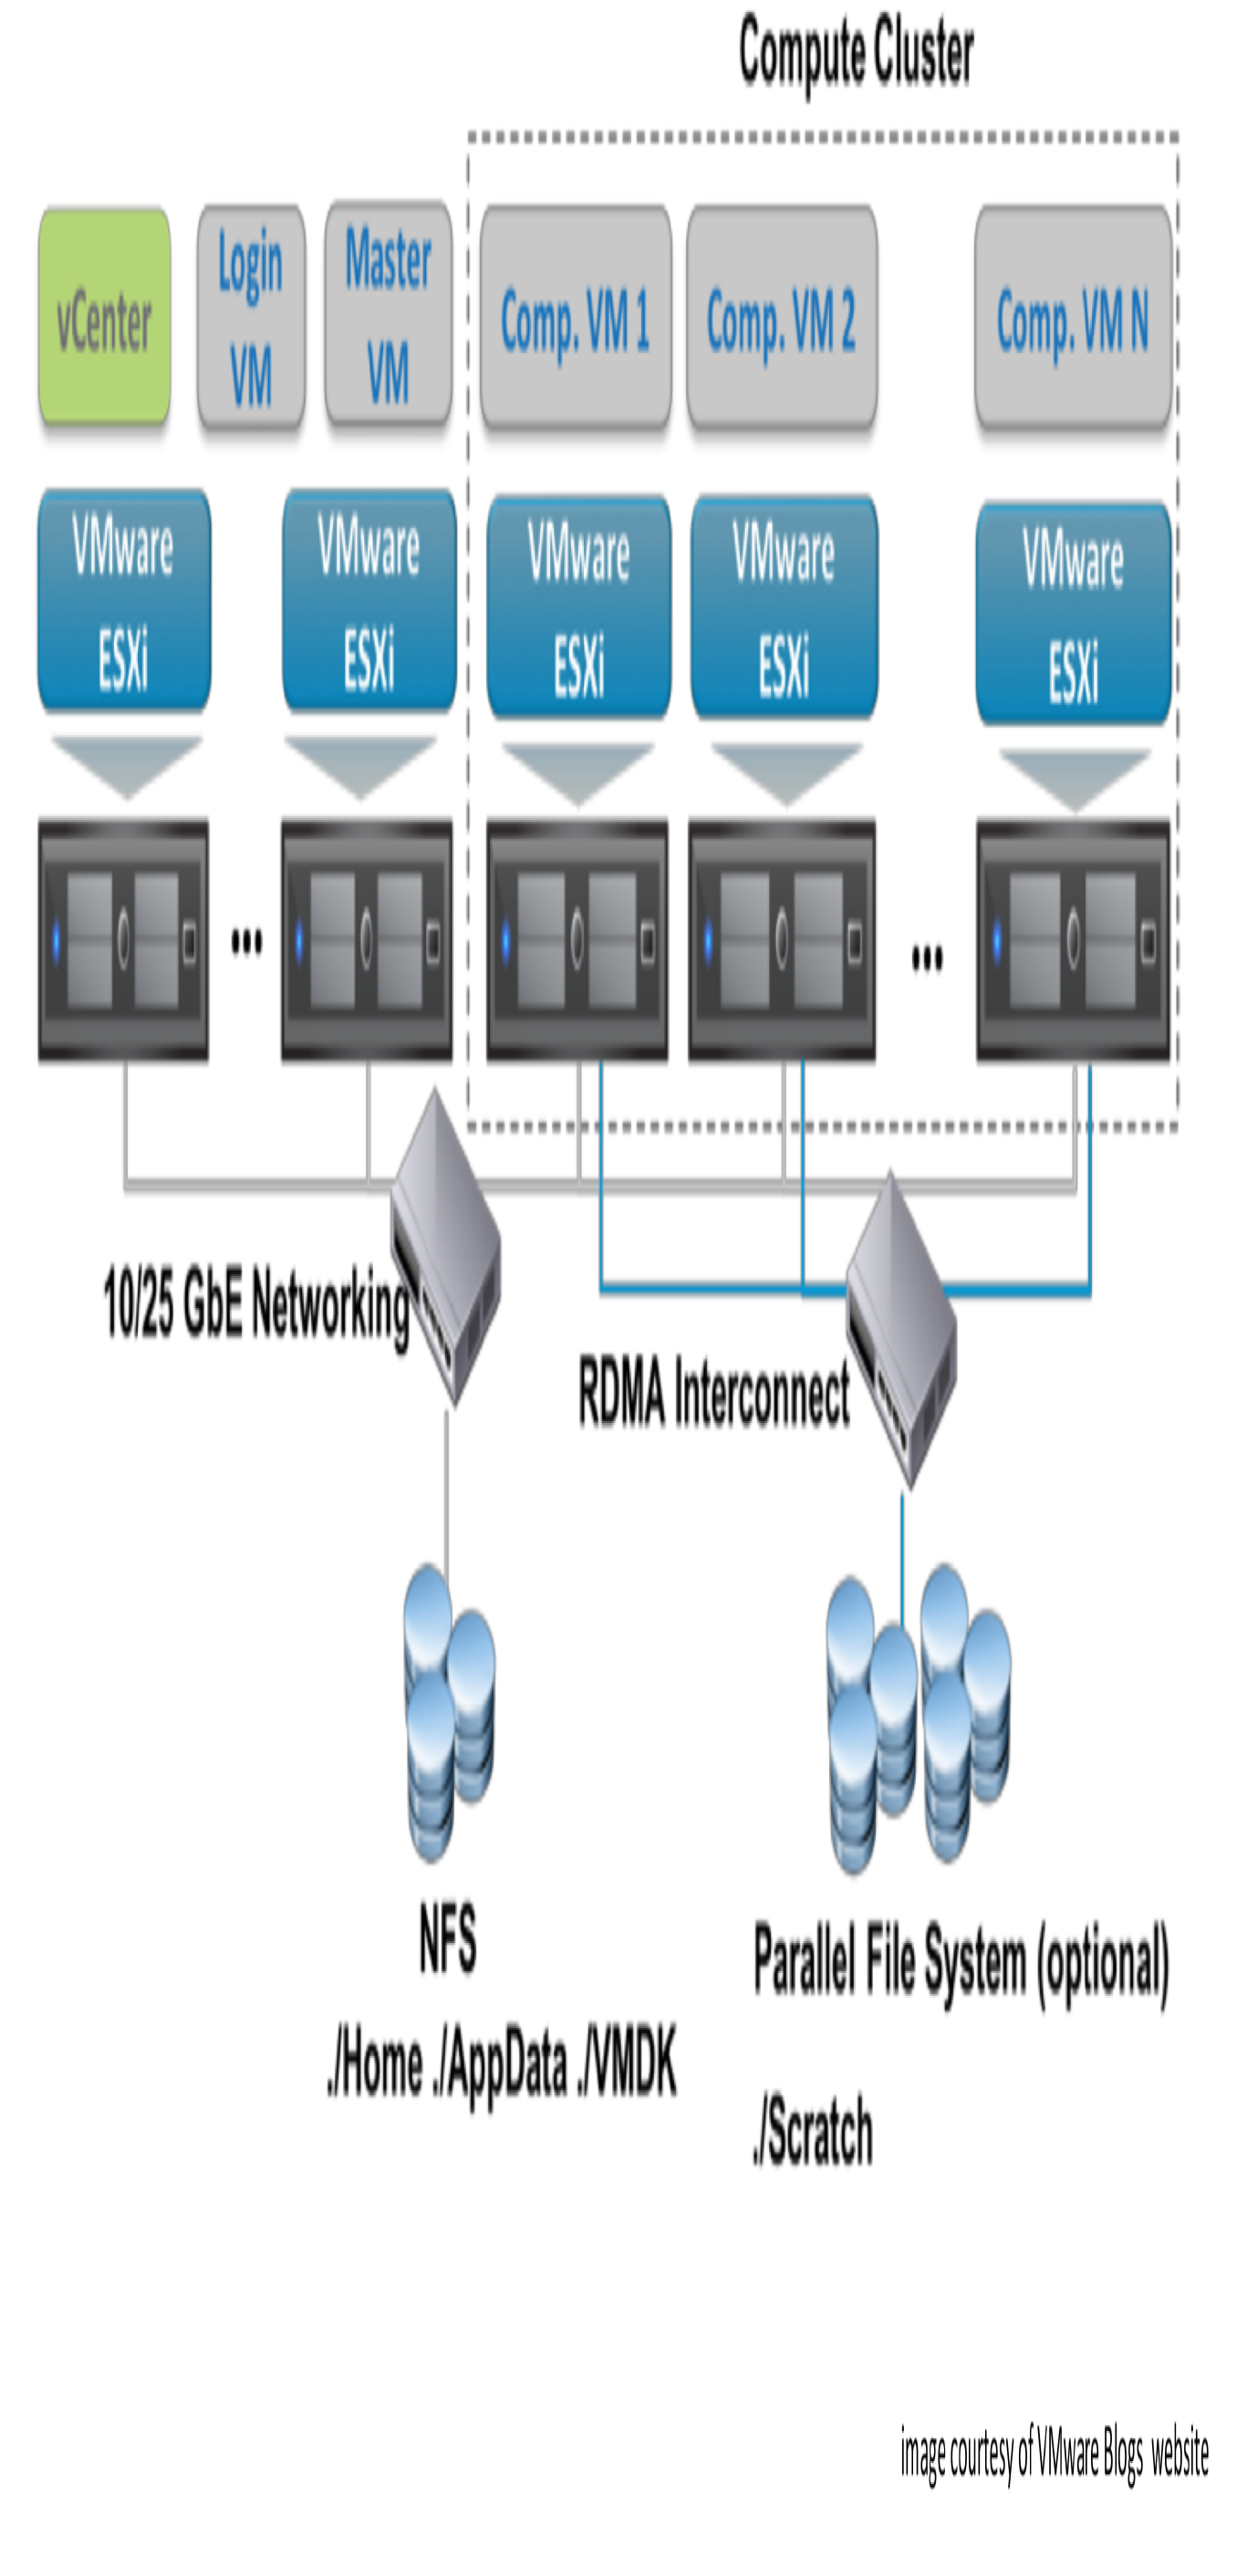 Compute Cluster
vCenter
Login
VM
Master
VM
Comp. VM 1
Comp. VM 2
Comp. VM N
VMware
ESXi
VMware
ESXi
VMware
ESXi
VMware
ESXi
VMware
ESXi
...
...
10/25 GbE Networking
RDMA Interconnect
NFS
./Home ./AppData ./VMDK
Parallel File System (optional)
./Scratch
image courtesy of VMware Blogs website